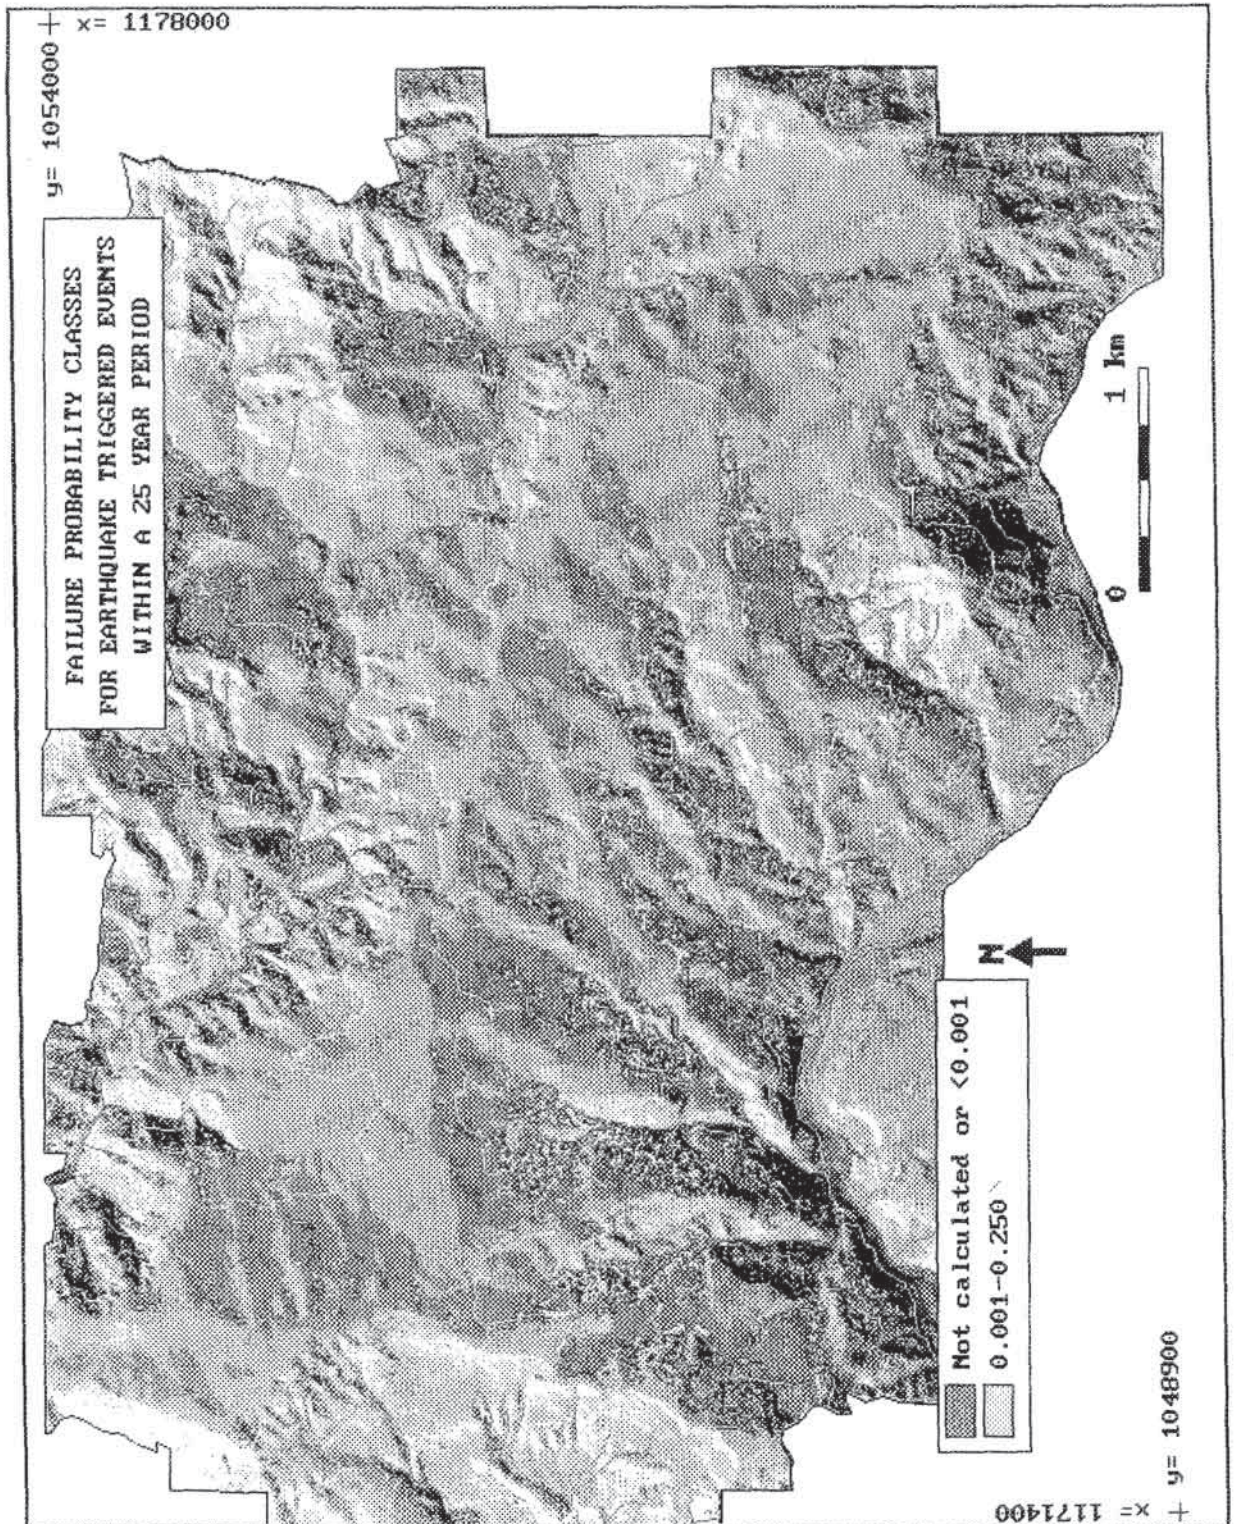 y= 1054000
x= 1178000
FAILURE PROBABILITY CLASSES
FOR EARTHQUAKE TRIGGERED EVENTS
WITHIN A 25 YEAR PERIOD
0
1 km
N
Not calculated or <0.001
0.001-0.250
x= 1171400
y= 1048900